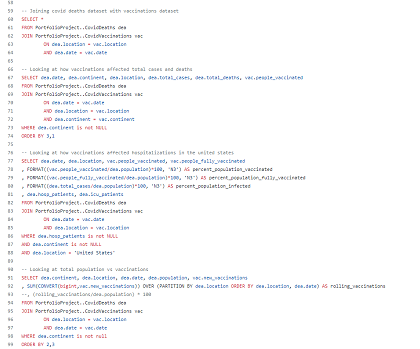 58
59 -- Joining covid deaths dataset with vaccinations dataset
60 SELECT *
61 FROM PortfolioProject..CovidDeaths dea
62 JOIN PortfolioProject..CovidVaccinations vac
63 ON dea.location = vac.location
64 AND dea.date = vac.date
65
66 -- Looking at how vaccinations affected total cases and deaths
67 SELECT dea.date, dea.continent, dea.location, dea.total_cases, dea.total_deaths, vac.people_vaccinated
68 FROM PortfolioProject..CovidDeaths dea
69 JOIN PortfolioProject..CovidVaccinations vac
70 ON dea.date = vac.date
71 AND dea.location = vac.location
72 AND dea.continent = vac.continent
73 WHERE dea.continent is not NULL
74 ORDER BY 3,1
75
76 -- Looking at how vaccinations affected hospitalizations in the united states
77 SELECT dea.date, dea.location, vac.people_vaccinated, vac.people_fully_vaccinated
78 , FORMAT((vac.people_vaccinated/dea.population)*100, 'N3') AS percent_population_vaccinated
79 , FORMAT((vac.people_fully_vaccinated/dea.population)*100, 'N3') AS percent_population_fully_vaccinated
80 , FORMAT((dea.total_cases/dea.population)*100, 'N3') AS percent_population_infected
81 , dea.hosp_patients, dea.icu_patients
82 FROM PortfolioProject..CovidDeaths dea
83 JOIN PortfolioProject..CovidVaccinations vac
84 ON dea.date = vac.date
85 AND dea.location = vac.location
86 WHERE dea.hosp_patients is not NULL
87 AND dea.continent is not NULL
88 AND dea.location = 'United States'
89
90 -- Looking at total population vs vaccinations
91 SELECT dea.continent, dea.location, dea.date, dea.population, vac.new_vaccinations
92 , SUM(CONVERT(bigint,vac.new_vaccinations)) OVER (PARTITION BY dea.location ORDER BY dea.location, dea.date) AS rolling_vaccinations
93 --, (rolling_vaccinations/dea.population) * 100
94 FROM PortfolioProject..CovidDeaths dea
95 JOIN PortfolioProject..CovidVaccinations vac
96 ON dea.location = vac.location
97 AND dea.date = vac.date
98 WHERE dea.continent is not null
99 ORDER BY 2,3